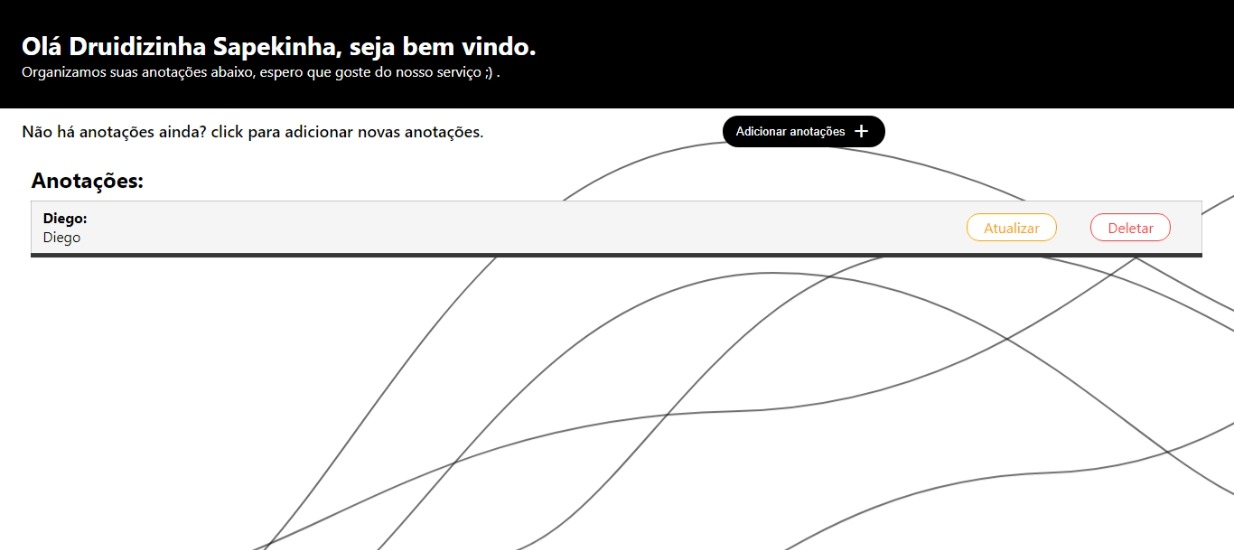 Olá Druidizinha Sapekinha, seja bem vindo.
Organizamos suas anotações abaixo, espero que goste do nosso serviço ;) .
Não há anotações ainda? click para adicionar novas anotações.
Adicionar anotações +
Anotações:
Diego:
Diego
Atualizar
Deletar